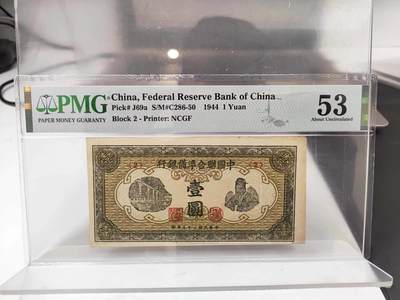 PMG
PAPER MONEY GUARANTY
China, Federal Reserve Bank of China
Pick# J69a S/M#C286-50 1944 1 Yuan
Block 2 - Printer: NCGF
53
About Uncirculated
行銀備準合聯國中
壹
圓